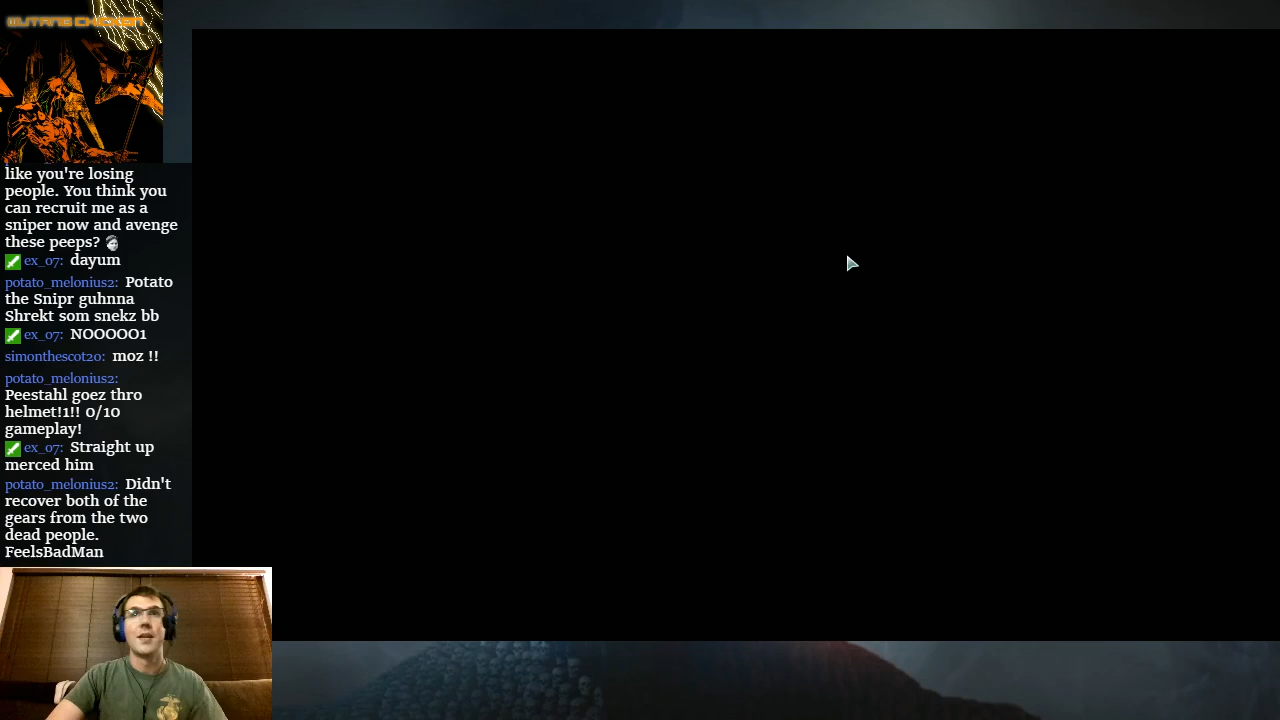 WUTANG CHICKEN
like you're losing
people. You think you
can recruit me as a
sniper now and avenge
these peeps?
ex_07: dayum
potato_melonius2: Potato
the Snipr guhnna
Shrekt som snekz bb
ex_07: NOOOOO1
simonthescot20: moz !!
potato_melonius2:
Peestahl goez thro
helmet!1!! 0/10
gameplay!
ex_07: Straight up
merced him
potato_melonius2: Didn't
recover both of the
gears from the two
dead people.
FeelsBadMan